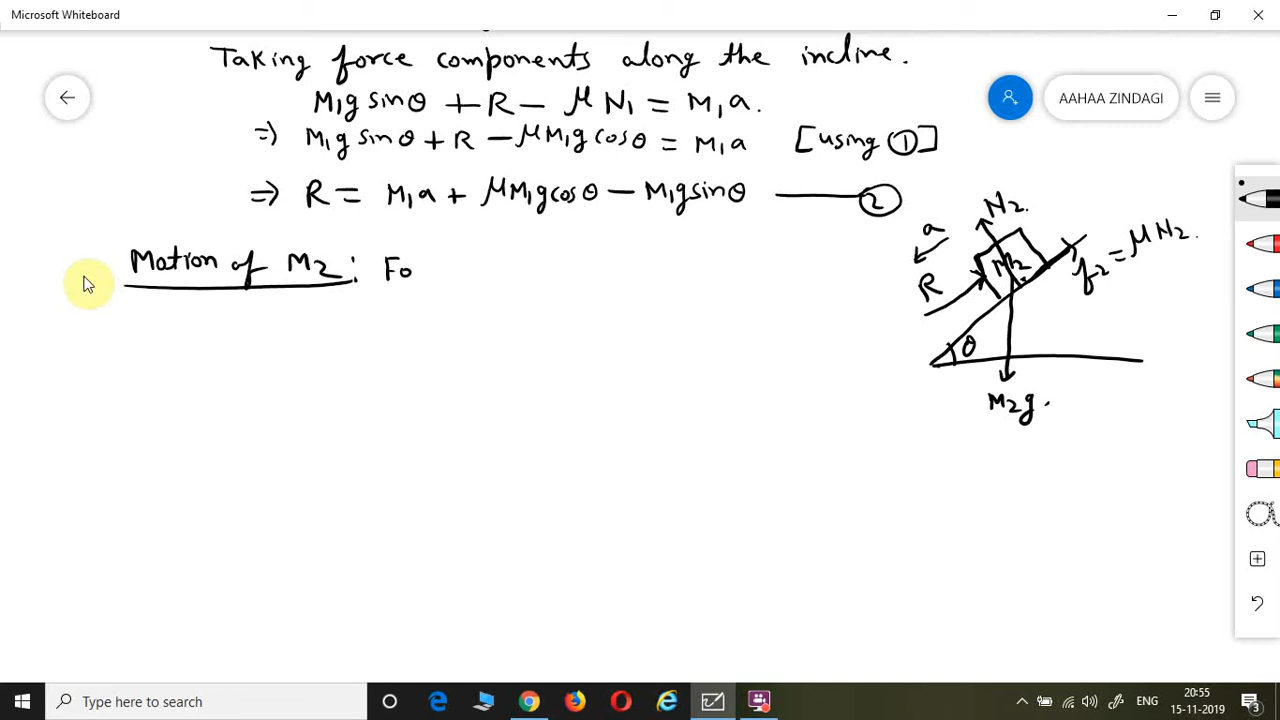 Microsoft Whiteboard
Taking force components along the incline.
M₁g sinθ + R − μ N₁ = M₁a.
⇒ M₁g sinθ + R − μM₁g cosθ = M₁a [using ①]
⇒ R = M₁a + μM₁g cosθ − M₁g sinθ ——— ②
Motion of M₂ : Fo
AAHAA ZINDAGI
N₂.
a
R
M₂
f₂ = μN₂.
θ
M₂g.
Type here to search
ENG
20:55
15-11-2019
3